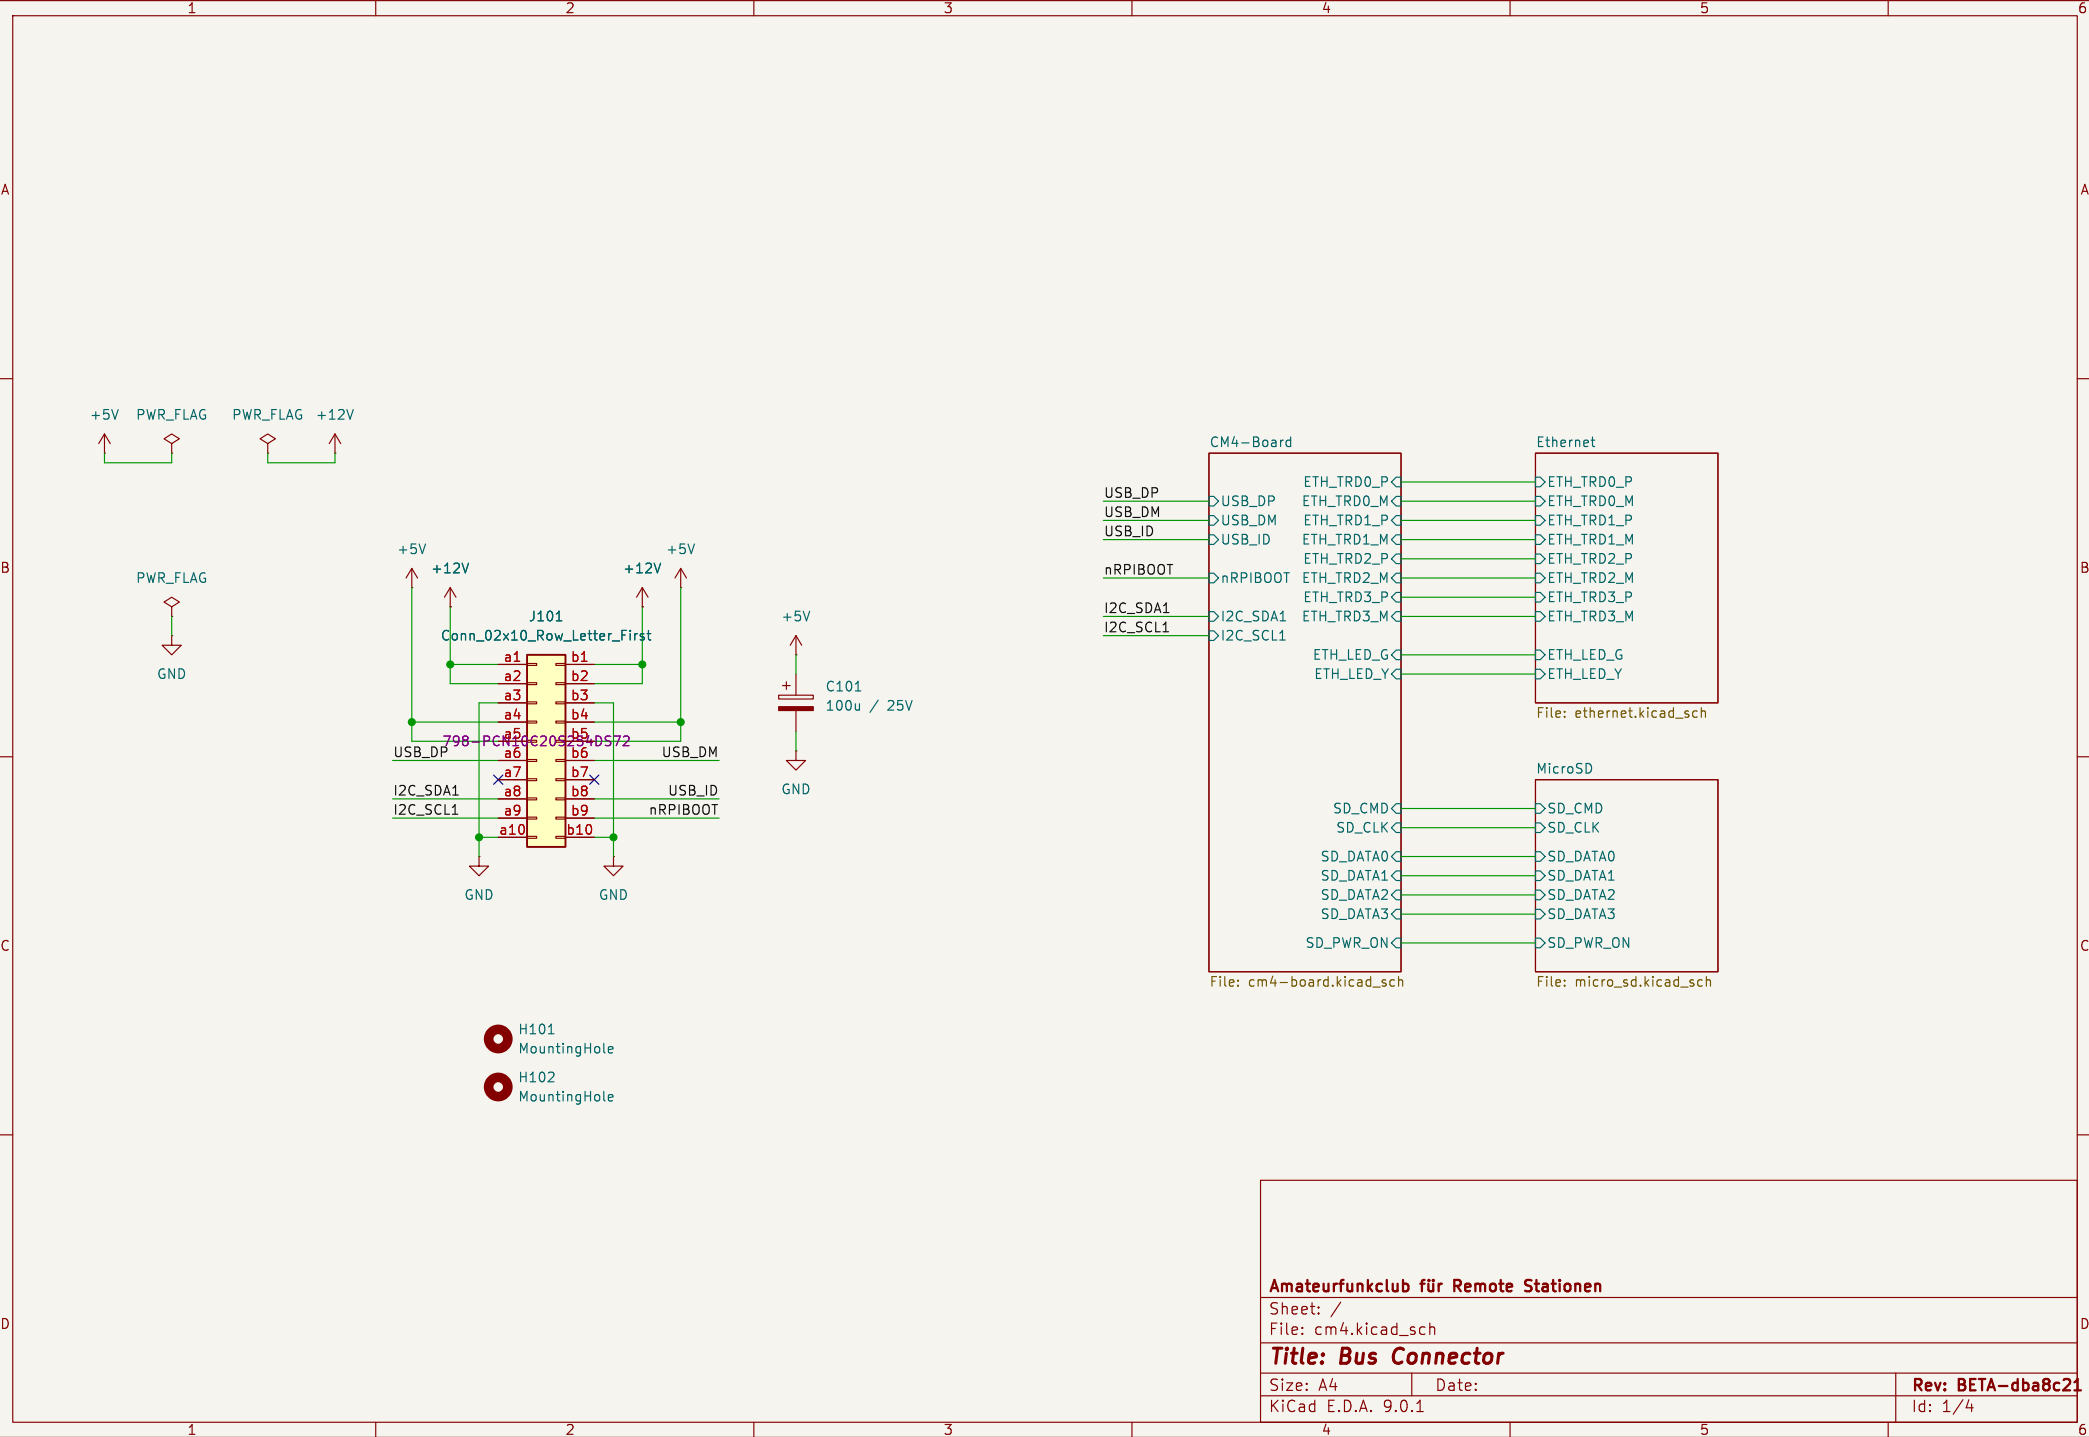 1 2 3 4 5 6
A A
+5V PWR_FLAG PWR_FLAG +12V
B B
PWR_FLAG
GND
+5V +5V
+12V +12V
J101
Conn_02x10_Row_Letter_First
a1 b1
a2 b2
a3 b3
a4 b4
a5 b5
798-PCN10C20S254DS72
USB_DP a6 b6 USB_DM
a7 b7
I2C_SDA1 a8 b8 USB_ID
I2C_SCL1 a9 b9 nRPIBOOT
a10 b10
GND GND
+5V
+
C101
100u / 25V
GND
CM4-Board
USB_DP USB_DP
USB_DM USB_DM
USB_ID USB_ID
nRPIBOOT nRPIBOOT
I2C_SDA1 I2C_SDA1
I2C_SCL1 I2C_SCL1
ETH_TRD0_P
ETH_TRD0_M
ETH_TRD1_P
ETH_TRD1_M
ETH_TRD2_P
ETH_TRD2_M
ETH_TRD3_P
ETH_TRD3_M
ETH_LED_G
ETH_LED_Y
SD_CMD
SD_CLK
SD_DATA0
SD_DATA1
SD_DATA2
SD_DATA3
SD_PWR_ON
File: cm4-board.kicad_sch
Ethernet
ETH_TRD0_P
ETH_TRD0_M
ETH_TRD1_P
ETH_TRD1_M
ETH_TRD2_P
ETH_TRD2_M
ETH_TRD3_P
ETH_TRD3_M
ETH_LED_G
ETH_LED_Y
File: ethernet.kicad_sch
MicroSD
SD_CMD
SD_CLK
SD_DATA0
SD_DATA1
SD_DATA2
SD_DATA3
SD_PWR_ON
File: micro_sd.kicad_sch
C C
H101
MountingHole
H102
MountingHole
D D
Amateurfunkclub für Remote Stationen
Sheet: /
File: cm4.kicad_sch
Title: Bus Connector
Size: A4 Date: Rev: BETA-dba8c21
KiCad E.D.A. 9.0.1 Id: 1/4
1 2 3 4 5 6